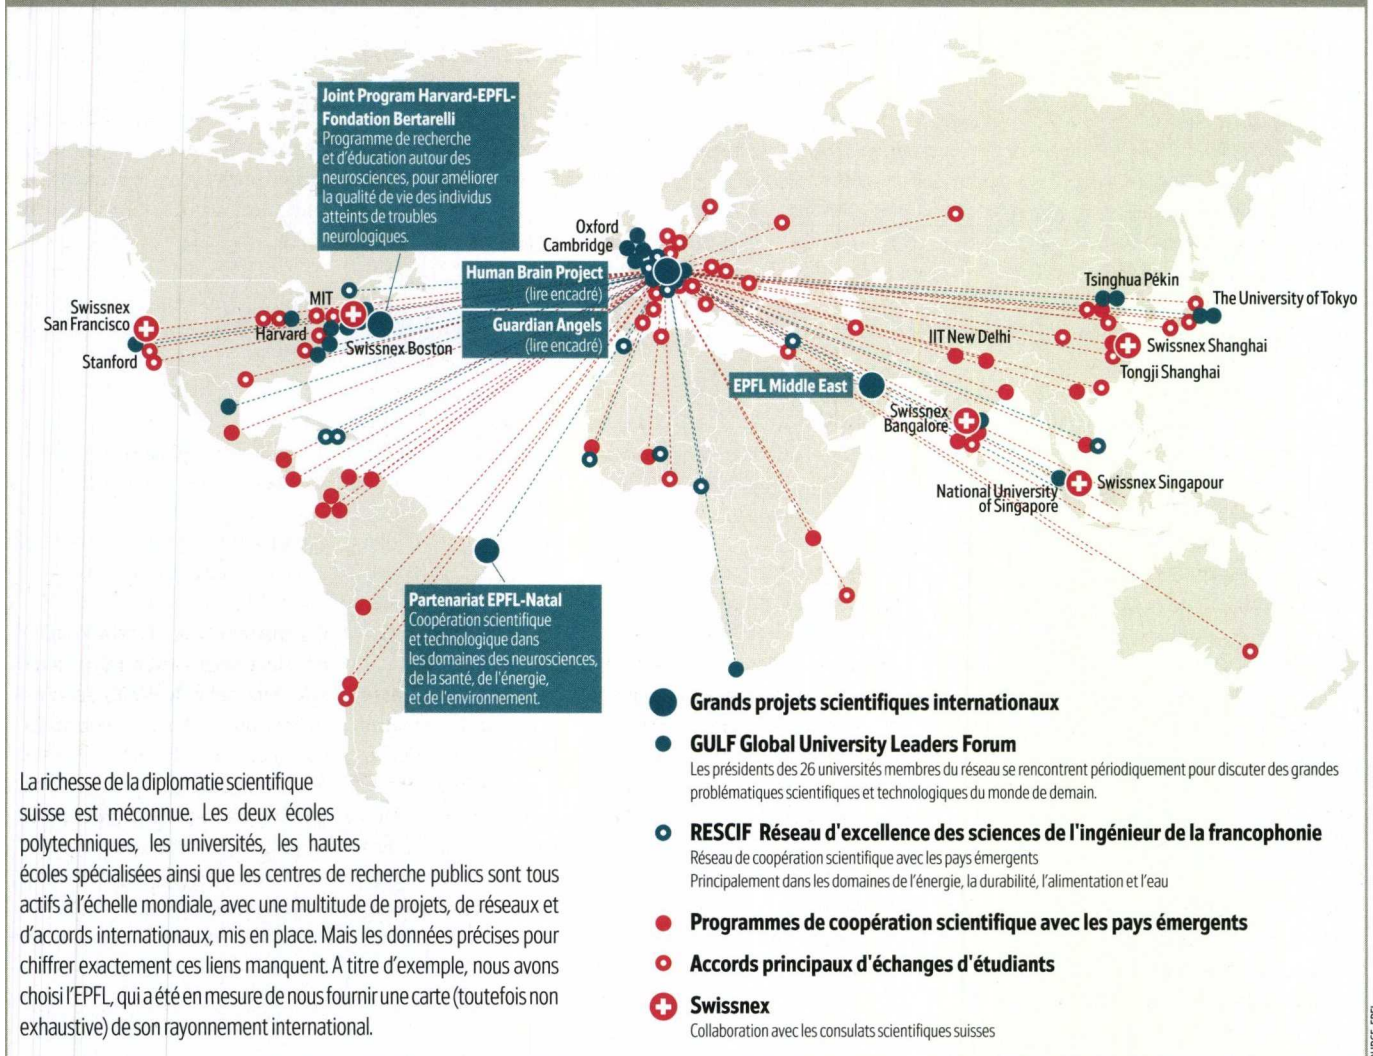 Joint Program Harvard-EPFL-
Fondation Bertarelli
Programme de recherche
et d'éducation autour des
neurosciences, pour améliorer
la qualité de vie des individus
atteints de troubles
neurologiques.
Oxford
Cambridge
Human Brain Project
(lire encadré)
Guardian Angels
(lire encadré)
Swissnex
San Francisco
Stanford
MIT
Harvard
Swissnex Boston
EPFL Middle East
Tsinghua Pékin
The University of Tokyo
IIT New Delhi
Swissnex Shanghai
Tongji Shanghai
Swissnex
Bangalore
National University
of Singapore
Swissnex Singapour
Partenariat EPFL-Natal
Coopération scientifique
et technologique dans
les domaines des neurosciences,
de la santé, de l'énergie,
et de l'environnement.
La richesse de la diplomatie scientifique
suisse est méconnue. Les deux écoles
polytechniques, les universités, les hautes
écoles spécialisées ainsi que les centres de recherche publics sont tous
actifs à l'échelle mondiale, avec une multitude de projets, de réseaux et
d'accords internationaux, mis en place. Mais les données précises pour
chiffrer exactement ces liens manquent. A titre d'exemple, nous avons
choisi l'EPFL, qui a été en mesure de nous fournir une carte (toutefois non
exhaustive) de son rayonnement international.
Grands projets scientifiques internationaux
GULF Global University Leaders Forum
Les présidents des 26 universités membres du réseau se rencontrent périodiquement pour discuter des grandes
problématiques scientifiques et technologiques du monde de demain.
RESCIF Réseau d'excellence des sciences de l'ingénieur de la francophonie
Réseau de coopération scientifique avec les pays émergents
Principalement dans les domaines de l'énergie, la durabilité, l'alimentation et l'eau
Programmes de coopération scientifique avec les pays émergents
Accords principaux d'échanges d'étudiants
Swissnex
Collaboration avec les consulats scientifiques suisses